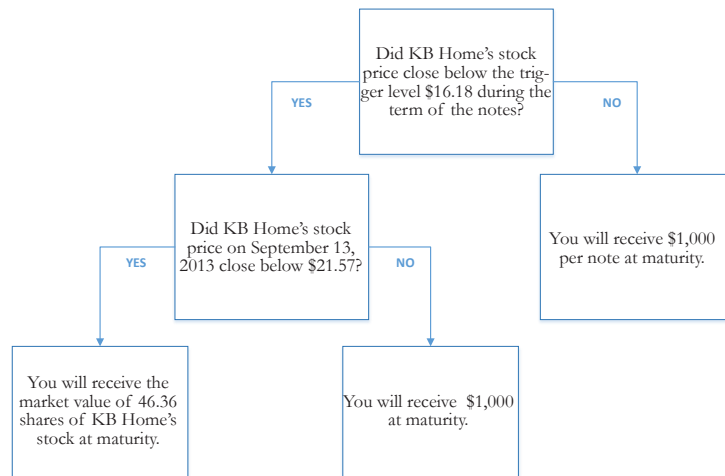 Did KB Home's stock
price close below the trig-
ger level $16.18 during the
term of the notes?
YES
NO
Did KB Home's stock
price on September 13,
2013 close below $21.57?
You will receive $1,000
per note at maturity.
YES
NO
You will receive the
market value of 46.36
shares of KB Home's
stock at maturity.
You will receive $1,000
at maturity.